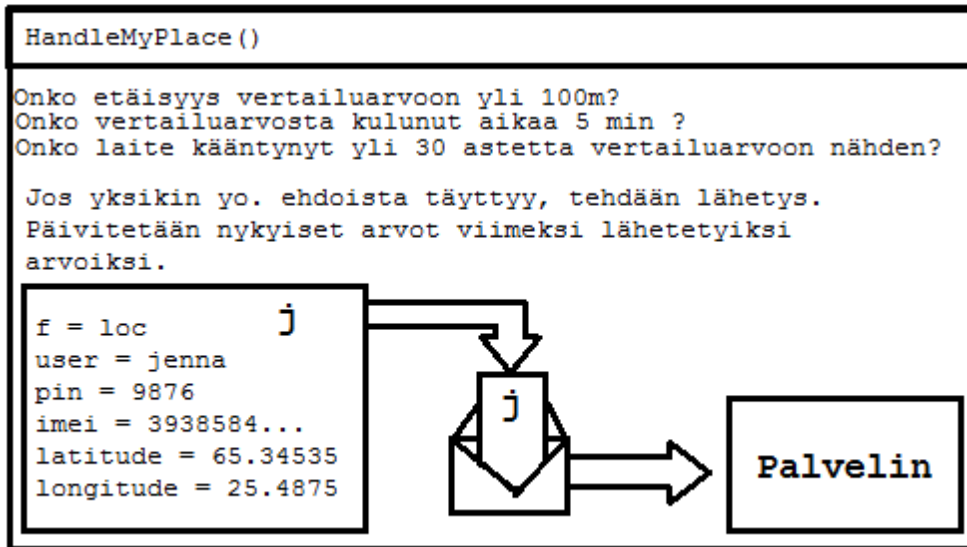 HandleMyPlace()
Onko etäisyys vertailuarvoon yli 100m?
Onko vertailuarvosta kulunut aikaa 5 min ?
Onko laite kääntynyt yli 30 astetta vertailuarvoon nähden?
Jos yksikin yo. ehdoista täyttyy, tehdään lähetys.
Päivitetään nykyiset arvot viimeksi lähetetyiksi
arvoiksi.
j
f = loc
user = jenna
pin = 9876
imei = 3938584...
latitude = 65.34535
longitude = 25.4875
j
Palvelin